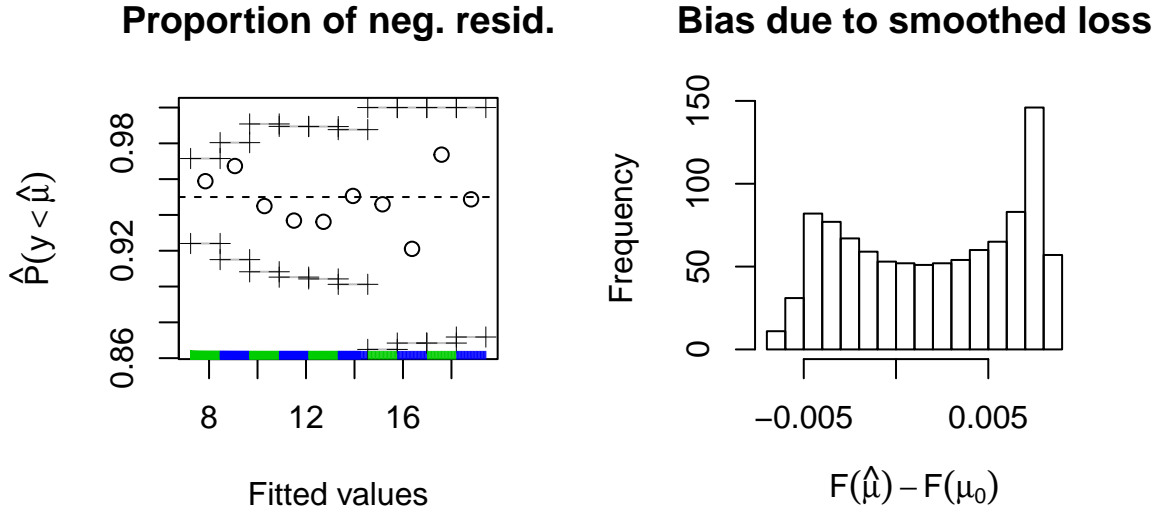 Proportion of neg. resid.
P̂(y < μ̂)
0.98
0.92
0.86
8 12 16
Fitted values
Bias due to smoothed loss
Frequency
150
100
50
0
−0.005 0.005
F(μ̂) − F(μ₀)